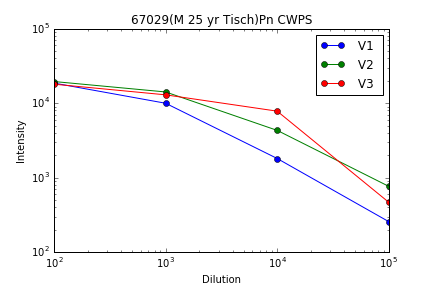 67029(M 25 yr Tisch)Pn CWPS
10^5
10^4
10^3
10^2
Intensity
V1
V2
V3
10^2 10^3 10^4 10^5
Dilution